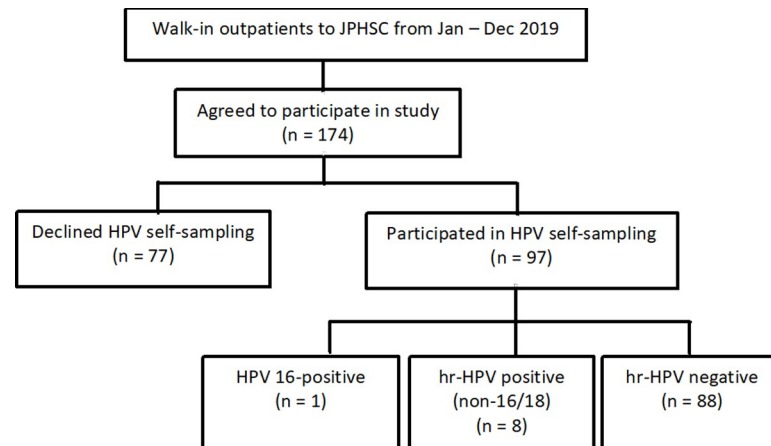 Walk-in outpatients to JPHSC from Jan – Dec 2019
Agreed to participate in study
(n = 174)
Declined HPV self-sampling
(n = 77)
Participated in HPV self-sampling
(n = 97)
HPV 16-positive
(n = 1)
hr-HPV positive
(non-16/18)
(n = 8)
hr-HPV negative
(n = 88)